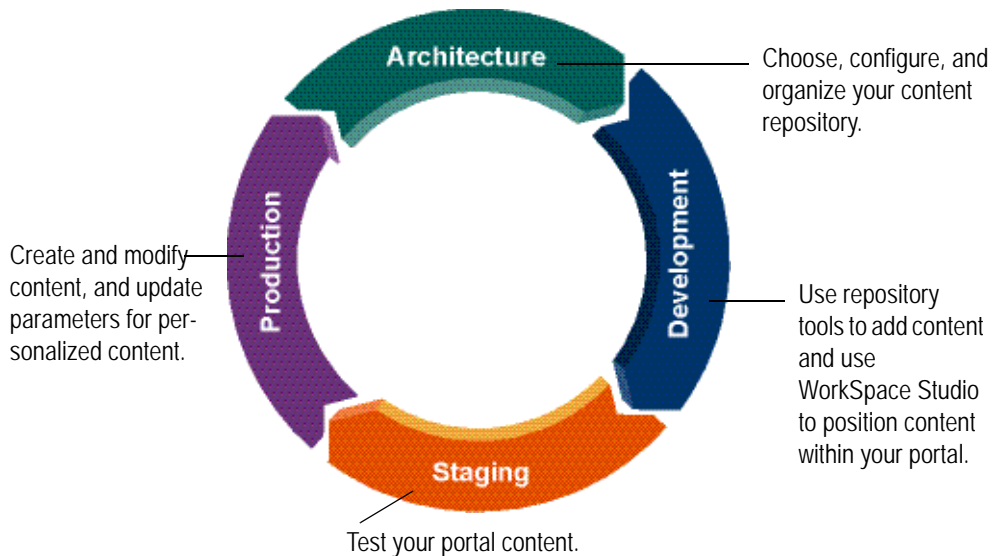 Architecture
Choose, configure, and
organize your content
repository.
Development
Use repository
tools to add content
and use
WorkSpace Studio
to position content
within your portal.
Staging
Test your portal content.
Production
Create and modify
content, and update
parameters for per-
sonalized content.